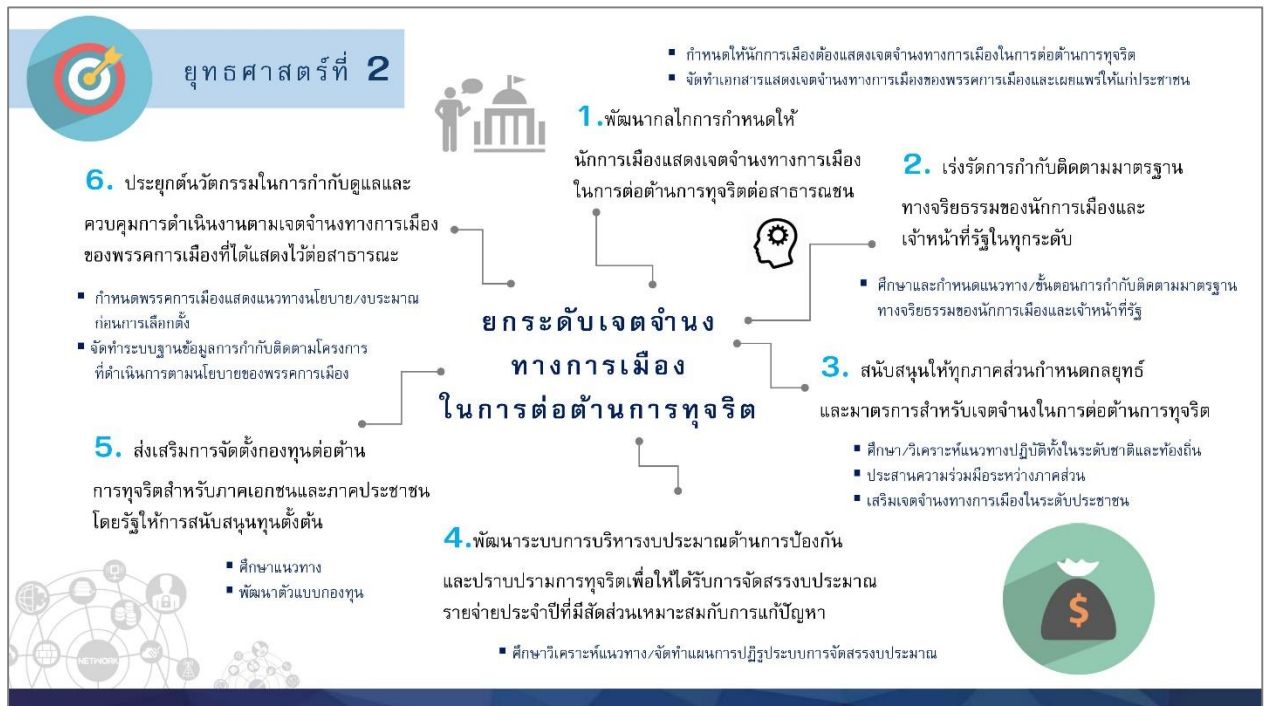 ยุทธศาสตร์ที่ 2
▪ กำหนดให้นักการเมืองต้องแสดงเจตจำนงทางการเมืองในการต่อต้านการทุจริต
▪ จัดทำเอกสารแสดงเจตจำนงทางการเมืองของพรรคการเมืองและเผยแพร่ให้แก่ประชาชน
1.พัฒนากลไกการกำหนดให้
นักการเมืองแสดงเจตจำนงทางการเมือง
ในการต่อต้านการทุจริตต่อสาธารณชน
2. เร่งรัดการกำกับติดตามมาตรฐาน
ทางจริยธรรมของนักการเมืองและ
เจ้าหน้าที่รัฐในทุกระดับ
▪ ศึกษาและกำหนดแนวทาง/ขั้นตอนการกำกับติดตามมาตรฐาน
ทางจริยธรรมของนักการเมืองและเจ้าหน้าที่รัฐ
ยกระดับเจตจำนง
ทางการเมือง
ในการต่อต้านการทุจริต
3. สนับสนุนให้ทุกภาคส่วนกำหนดกลยุทธ์
และมาตรการสำหรับเจตจำนงในการต่อต้านการทุจริต
▪ ศึกษา/วิเคราะห์แนวทางปฏิบัติทั้งในระดับชาติและท้องถิ่น
▪ ประสานความร่วมมือระหว่างภาคส่วน
▪ เสริมเจตจำนงทางการเมืองในระดับประชาชน
4.พัฒนาระบบการบริหารงบประมาณด้านการป้องกัน
และปราบปรามการทุจริตเพื่อให้ได้รับการจัดสรรงบประมาณ
รายจ่ายประจำปีที่มีสัดส่วนเหมาะสมกับการแก้ปัญหา
▪ ศึกษาวิเคราะห์แนวทาง/จัดทำแผนการปฏิรูประบบการจัดสรรงบประมาณ
5. ส่งเสริมการจัดตั้งกองทุนต่อต้าน
การทุจริตสำหรับภาคเอกชนและภาคประชาชน
โดยรัฐให้การสนับสนุนทุนตั้งต้น
▪ ศึกษาแนวทาง
▪ พัฒนาตัวแบบกองทุน
6. ประยุกต์นวัตกรรมในการกำกับดูแลและ
ควบคุมการดำเนินงานตามเจตจำนงทางการเมือง
ของพรรคการเมืองที่ได้แสดงไว้ต่อสาธารณะ
▪ กำหนดพรรคการเมืองแสดงแนวทางนโยบาย/งบประมาณ
ก่อนการเลือกตั้ง
▪ จัดทำระบบฐานข้อมูลการกำกับติดตามโครงการ
ที่ดำเนินการตามนโยบายของพรรคการเมือง
NETWORK
$